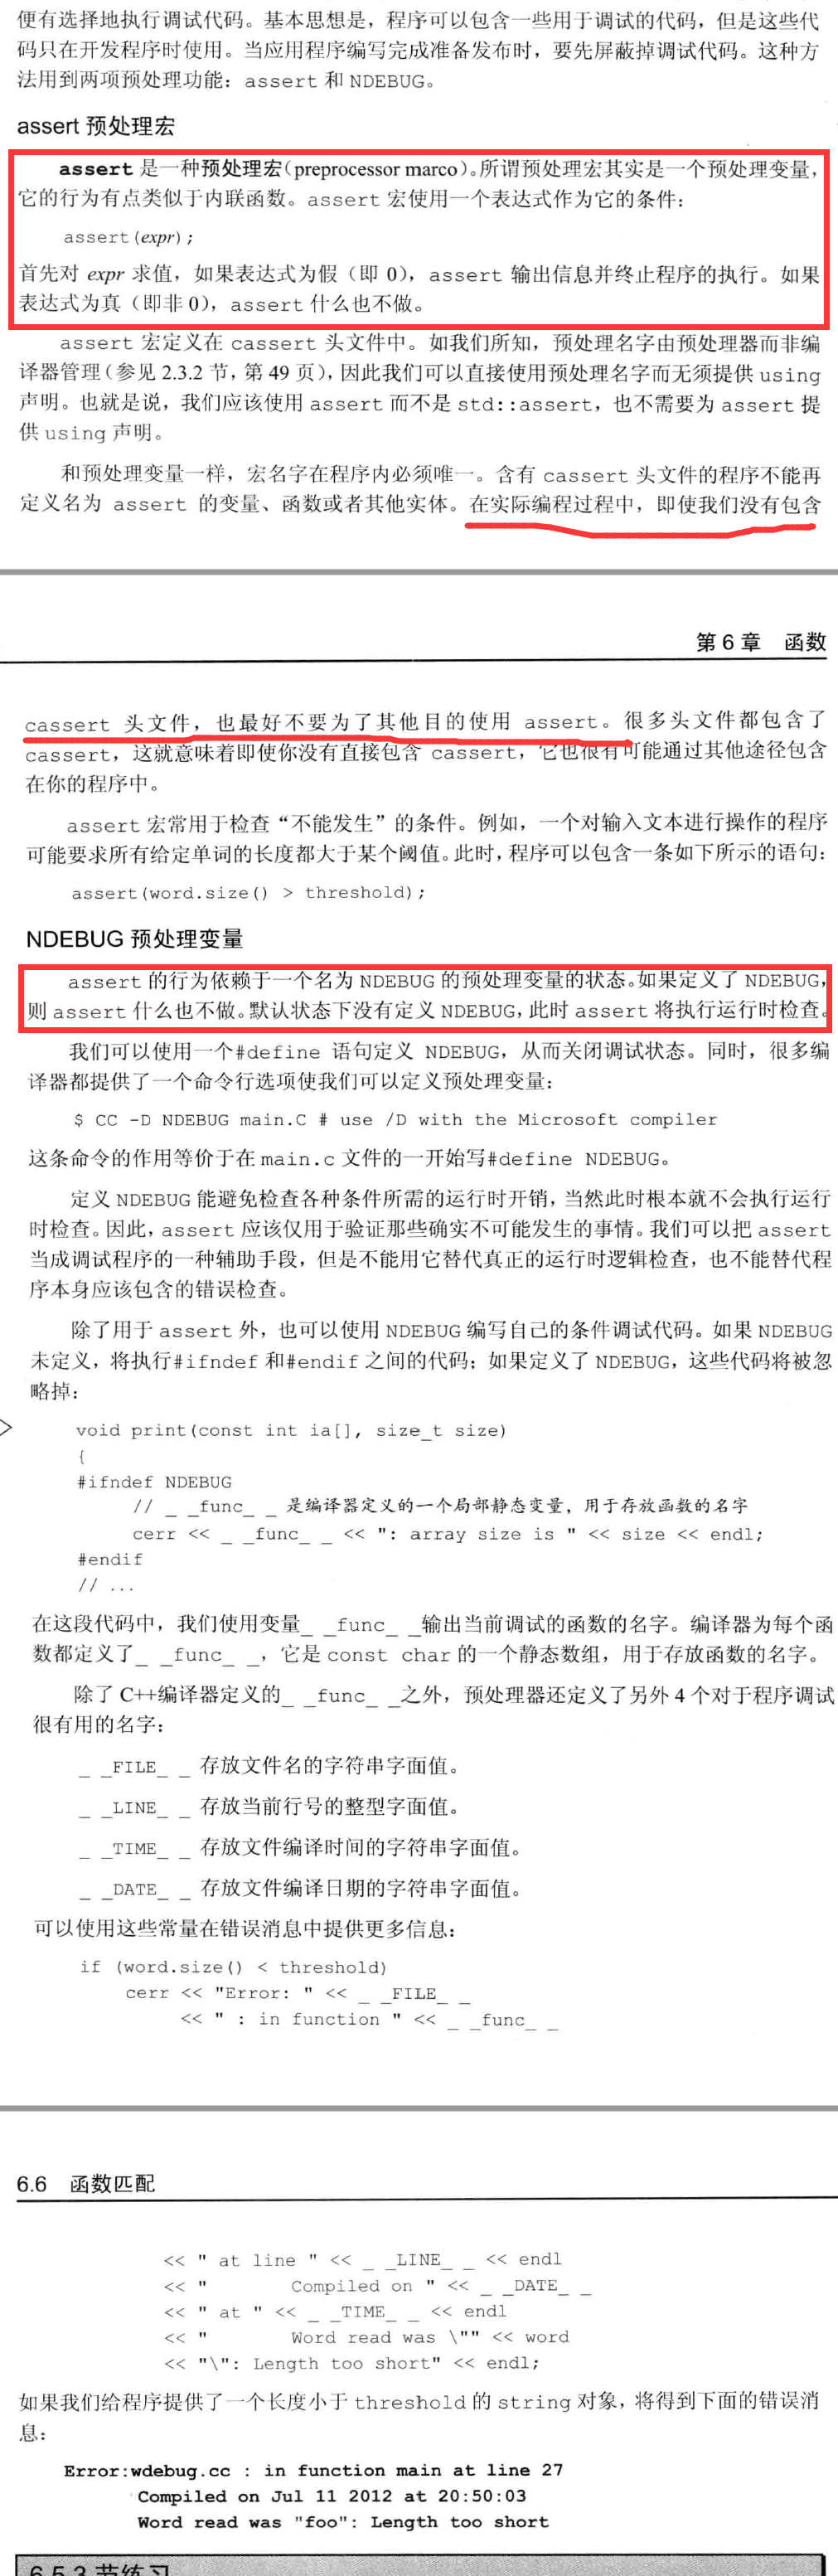 便有选择地执行调试代码。基本思想是，程序可以包含一些用于调试的代码，但是这些代
码只在开发程序时使用。当应用程序编写完成准备发布时，要先屏蔽掉调试代码。这种方
法用到两项预处理功能：assert 和 NDEBUG。
assert 预处理宏
assert 是一种预处理宏（preprocessor marco）。所谓预处理宏其实是一个预处理变量，
它的行为有点类似于内联函数。assert 宏使用一个表达式作为它的条件：
assert(expr);
首先对 expr 求值，如果表达式为假（即 0），assert 输出信息并终止程序的执行。如果
表达式为真（即非 0），assert 什么也不做。
assert 宏定义在 cassert 头文件中。如我们所知，预处理名字由预处理器而非编
译器管理（参见 2.3.2 节，第 49 页），因此我们可以直接使用预处理名字而无须提供 using
声明。也就是说，我们应该使用 assert 而不是 std::assert，也不需要为 assert 提
供 using 声明。
和预处理变量一样，宏名字在程序内必须唯一。含有 cassert 头文件的程序不能再
定义名为 assert 的变量、函数或者其他实体。在实际编程过程中，即使我们没有包含
第 6 章　函数
cassert 头文件，也最好不要为了其他目的使用 assert。很多头文件都包含了
cassert，这就意味着即使你没有直接包含 cassert，它也很有可能通过其他途径包含
在你的程序中。
assert 宏常用于检查“不能发生”的条件。例如，一个对输入文本进行操作的程序
可能要求所有给定单词的长度都大于某个阈值。此时，程序可以包含一条如下所示的语句：
assert(word.size() > threshold);
NDEBUG 预处理变量
assert 的行为依赖于一个名为 NDEBUG 的预处理变量的状态。如果定义了 NDEBUG，
则 assert 什么也不做。默认状态下没有定义 NDEBUG，此时 assert 将执行运行时检查。
我们可以使用一个#define 语句定义 NDEBUG，从而关闭调试状态。同时，很多编
译器都提供了一个命令行选项使我们可以定义预处理变量：
$ CC -D NDEBUG main.C # use /D with the Microsoft compiler
这条命令的作用等价于在 main.c 文件的一开始写#define NDEBUG。
定义 NDEBUG 能避免检查各种条件所需的运行时开销，当然此时根本就不会执行运行
时检查。因此，assert 应该仅用于验证那些确实不可能发生的事情。我们可以把 assert
当成调试程序的一种辅助手段，但是不能用它替代真正的运行时逻辑检查，也不能替代程
序本身应该包含的错误检查。
除了用于 assert 外，也可以使用 NDEBUG 编写自己的条件调试代码。如果 NDEBUG
未定义，将执行#ifndef 和#endif 之间的代码；如果定义了 NDEBUG，这些代码将被忽
略掉：
void print(const int ia[], size_t size)
{
#ifndef NDEBUG
// _ _func_ _ 是编译器定义的一个局部静态变量，用于存放函数的名字
cerr << _ _func_ _ << ": array size is " << size << endl;
#endif
// ...
在这段代码中，我们使用变量_ _func_ _输出当前调试的函数的名字。编译器为每个函
数都定义了_ _func_ _，它是 const char 的一个静态数组，用于存放函数的名字。
除了 C++编译器定义的_ _func_ _之外，预处理器还定义了另外 4 个对于程序调试
很有用的名字：
_ _FILE_ _ 存放文件名的字符串字面值。
_ _LINE_ _ 存放当前行号的整型字面值。
_ _TIME_ _ 存放文件编译时间的字符串字面值。
_ _DATE_ _ 存放文件编译日期的字符串字面值。
可以使用这些常量在错误消息中提供更多信息：
if (word.size() < threshold)
cerr << "Error: " << _ _FILE_ _
<< " : in function " << _ _func_ _
6.6　函数匹配
<< " at line " << _ _LINE_ _ << endl
<< "       Compiled on " << _ _DATE_ _
<< " at " << _ _TIME_ _ << endl
<< "       Word read was \"" << word
<< "\": Length too short" << endl;
如果我们给程序提供了一个长度小于 threshold 的 string 对象，将得到下面的错误消
息：
Error:wdebug.cc : in function main at line 27
Compiled on Jul 11 2012 at 20:50:03
Word read was "foo": Length too short
6.5.3 节练习